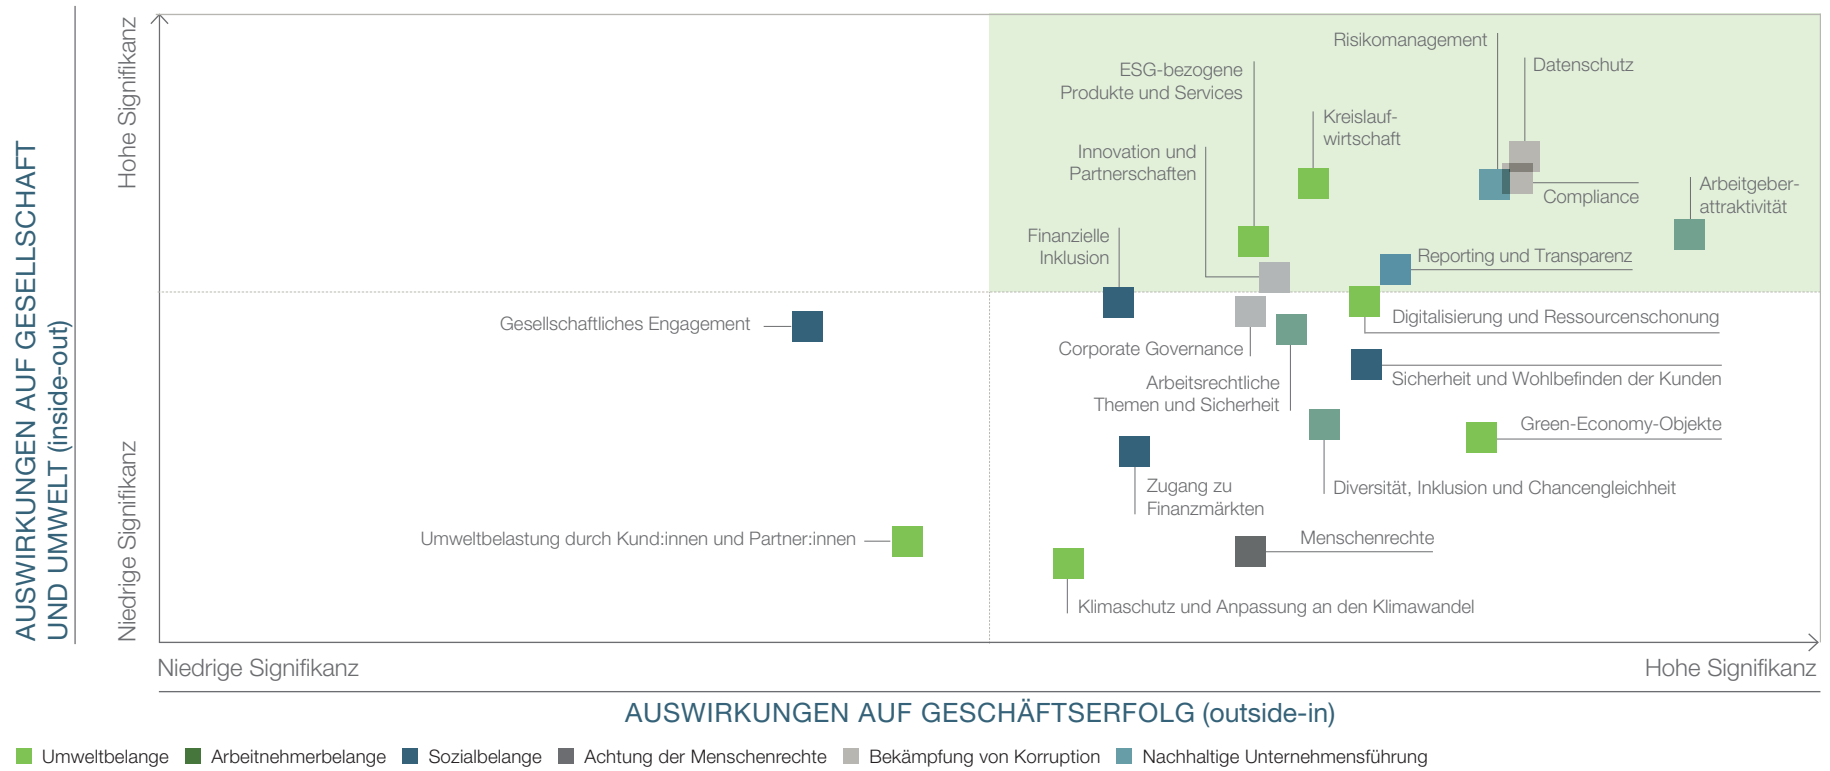 AUSWIRKUNGEN AUF GESELLSCHAFT
UND UMWELT (inside-out)
Hohe Signifikanz
Niedrige Signifikanz
Risikomanagement
Datenschutz
ESG-bezogene
Produkte und Services
Kreislauf-
wirtschaft
Innovation und
Partnerschaften
Compliance
Arbeitgeber-
attraktivität
Finanzielle
Inklusion
Reporting und Transparenz
Gesellschaftliches Engagement
Digitalisierung und Ressourcenschonung
Corporate Governance
Arbeitsrechtliche
Themen und Sicherheit
Sicherheit und Wohlbefinden der Kunden
Green-Economy-Objekte
Zugang zu
Finanzmärkten
Diversität, Inklusion und Chancengleichheit
Umweltbelastung durch Kund:innen und Partner:innen
Menschenrechte
Klimaschutz und Anpassung an den Klimawandel
Niedrige Signifikanz
Hohe Signifikanz
AUSWIRKUNGEN AUF GESCHÄFTSERFOLG (outside-in)
Umweltbelange
Arbeitnehmerbelange
Sozialbelange
Achtung der Menschenrechte
Bekämpfung von Korruption
Nachhaltige Unternehmensführung